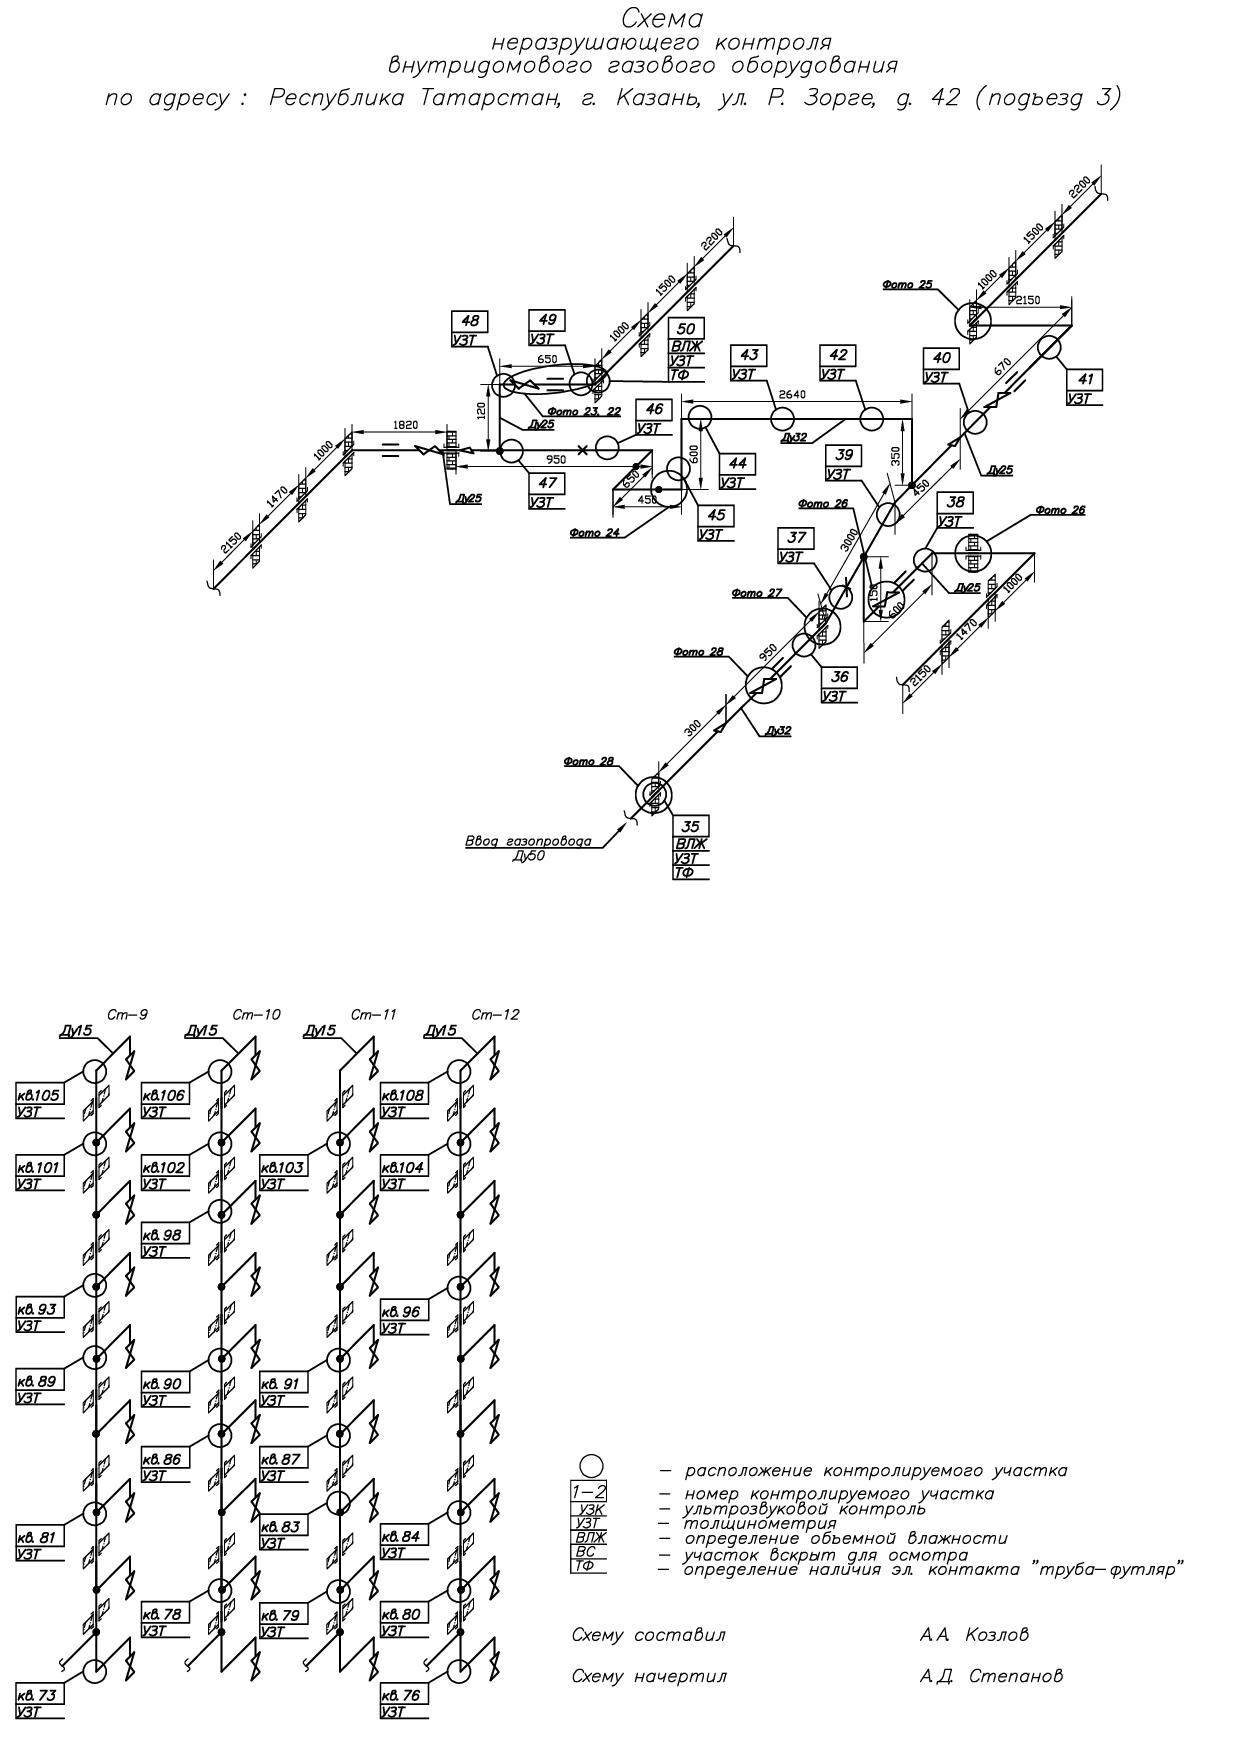 Схема
неразрушающего контроля
внутридомового газового оборудования
по адресу : Республика Татарстан, г. Казань, ул. Р. Зорге, д. 42 (подъезд 3)
2200
1500
1000
2150
Фото 25
2200
1500
1000
48
УЗТ
49
УЗТ
50
ВЛЖ
УЗТ
ТФ
650
120
Фото 23, 22
Ду25
43
УЗТ
42
УЗТ
40
УЗТ
670
41
УЗТ
2640
Ду32
46
УЗТ
1820
1000
1470
2150
Ду25
950
47
УЗТ
650
450
600
44
УЗТ
45
УЗТ
Фото 24
350
39
УЗТ
450
Ду25
Фото 26
38
УЗТ
Фото 26
37
УЗТ
3000
150
600
Ду25
1000
1470
2150
Фото 27
Фото 28
950
36
УЗТ
300
Ду32
Фото 28
35
ВЛЖ
УЗТ
ТФ
Ввод газопровода
Ду50
Ст-9 Ст-10 Ст-11 Ст-12
Ду15 Ду15 Ду15 Ду15
кв.105 кв.106 кв.108
УЗТ УЗТ УЗТ
кв.101 кв.102 кв.103 кв.104
УЗТ УЗТ УЗТ УЗТ
кв. 98
УЗТ
кв. 93 кв. 96
УЗТ УЗТ
кв. 89 кв. 90 кв. 91
УЗТ УЗТ УЗТ
кв. 86 кв. 87
УЗТ УЗТ
кв. 81 кв. 83 кв. 84
УЗТ УЗТ УЗТ
кв. 78 кв. 79 кв. 80
УЗТ УЗТ УЗТ
кв. 73 кв. 76
УЗТ УЗТ
– расположение контролируемого участка
1-2 – номер контролируемого участка
УЗК – ультрозвуковой контроль
УЗТ – толщинометрия
ВЛЖ – определение объемной влажности
ВС – участок вскрыт для осмотра
ТФ – определение наличия эл. контакта "труба-футляр"
Схему составил А.А. Козлов
Схему начертил А.Д. Степанов